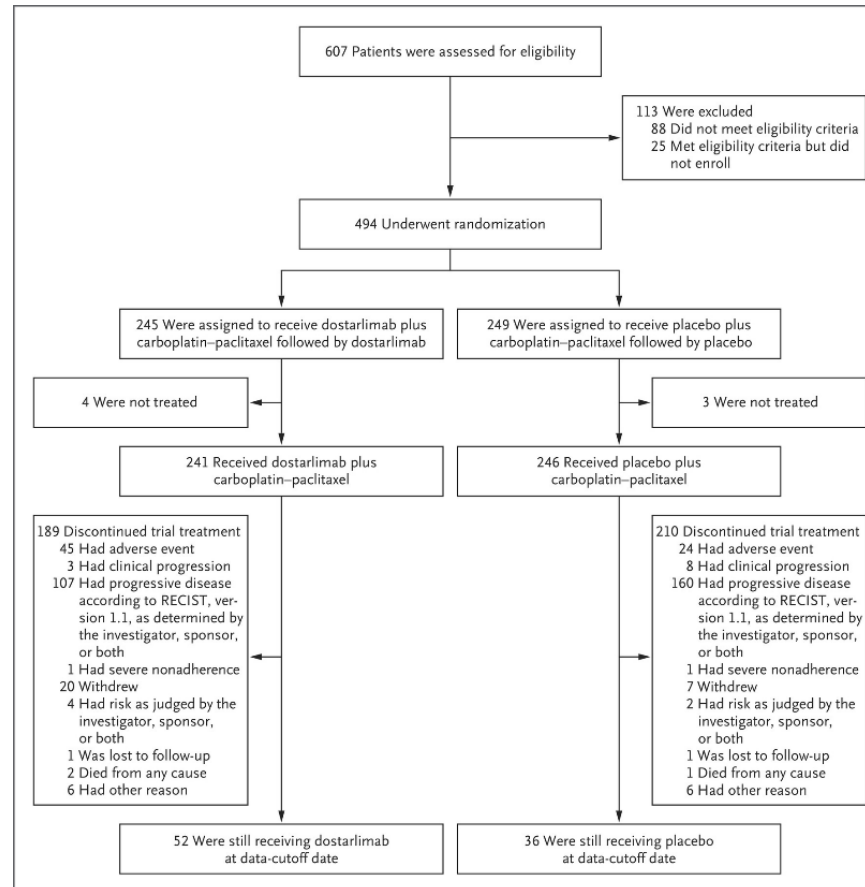 607 Patients were assessed for eligibility
113 Were excluded
88 Did not meet eligibility criteria
25 Met eligibility criteria but did
not enroll
494 Underwent randomization
245 Were assigned to receive dostarlimab plus
carboplatin–paclitaxel followed by dostarlimab
249 Were assigned to receive placebo plus
carboplatin–paclitaxel followed by placebo
4 Were not treated
3 Were not treated
241 Received dostarlimab plus
carboplatin–paclitaxel
246 Received placebo plus
carboplatin–paclitaxel
189 Discontinued trial treatment
45 Had adverse event
3 Had clinical progression
107 Had progressive disease
according to RECIST, ver-
sion 1.1, as determined by
the investigator, sponsor,
or both
1 Had severe nonadherence
20 Withdrew
4 Had risk as judged by the
investigator, sponsor,
or both
1 Was lost to follow-up
2 Died from any cause
6 Had other reason
210 Discontinued trial treatment
24 Had adverse event
8 Had clinical progression
160 Had progressive disease
according to RECIST, ver-
sion 1.1, as determined by
the investigator, sponsor,
or both
1 Had severe nonadherence
7 Withdrew
2 Had risk as judged by the
investigator, sponsor,
or both
1 Was lost to follow-up
1 Died from any cause
6 Had other reason
52 Were still receiving dostarlimab
at data-cutoff date
36 Were still receiving placebo
at data-cutoff date